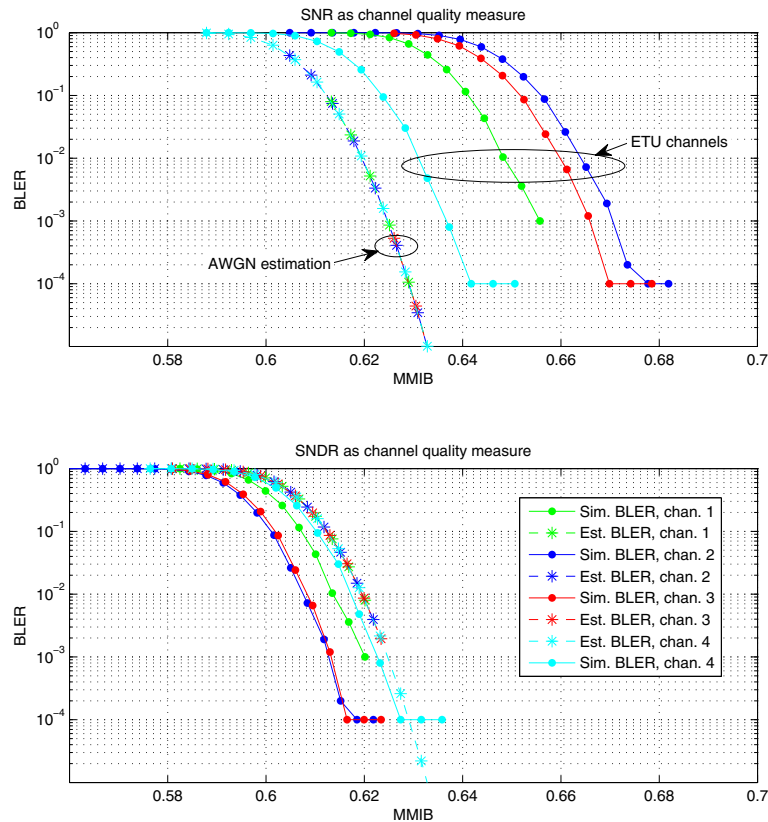 SNR as channel quality measure
10^0
10^-1
10^-2
10^-3
10^-4
BLER
ETU channels
AWGN estimation
0.58 0.6 0.62 0.64 0.66 0.68 0.7
MMIB
SNDR as channel quality measure
10^0
10^-1
10^-2
10^-3
10^-4
BLER
Sim. BLER, chan. 1
Est. BLER, chan. 1
Sim. BLER, chan. 2
Est. BLER, chan. 2
Sim. BLER, chan. 3
Est. BLER, chan. 3
Est. BLER, chan. 4
Sim. BLER, chan. 4
0.58 0.6 0.62 0.64 0.66 0.68 0.7
MMIB